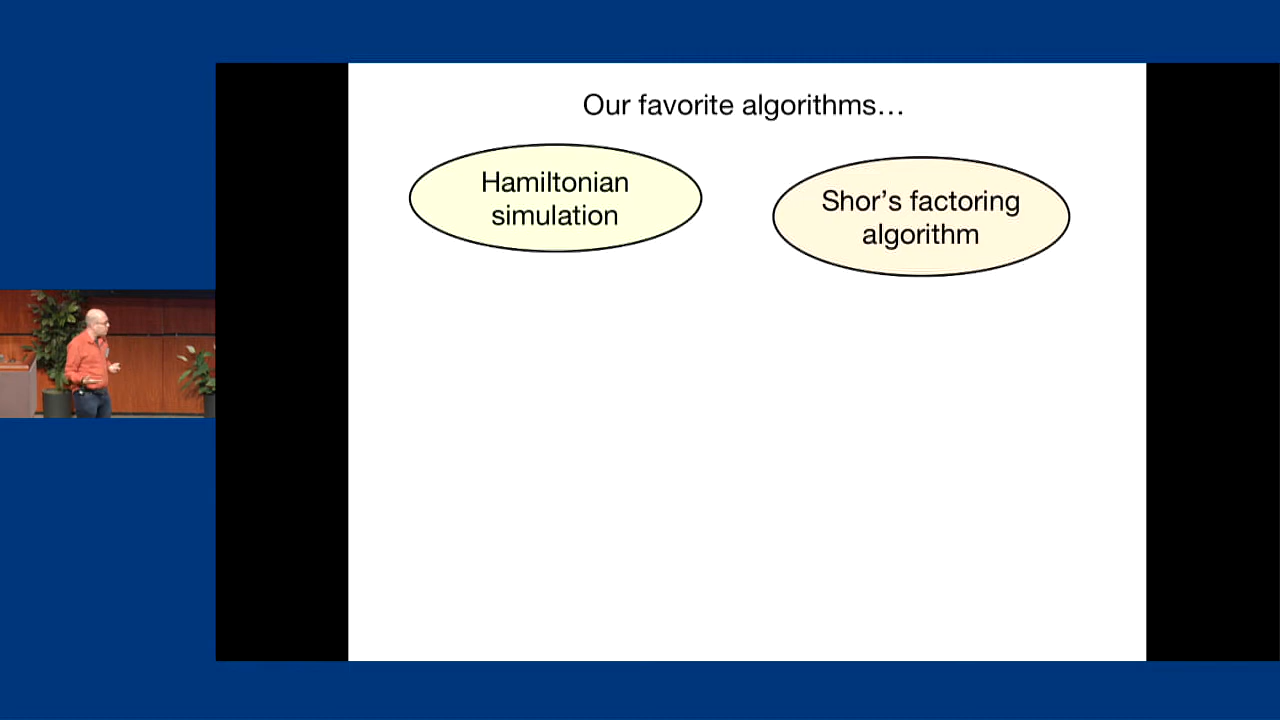 Our favorite algorithms…
Hamiltonian
simulation
Shor’s factoring
algorithm